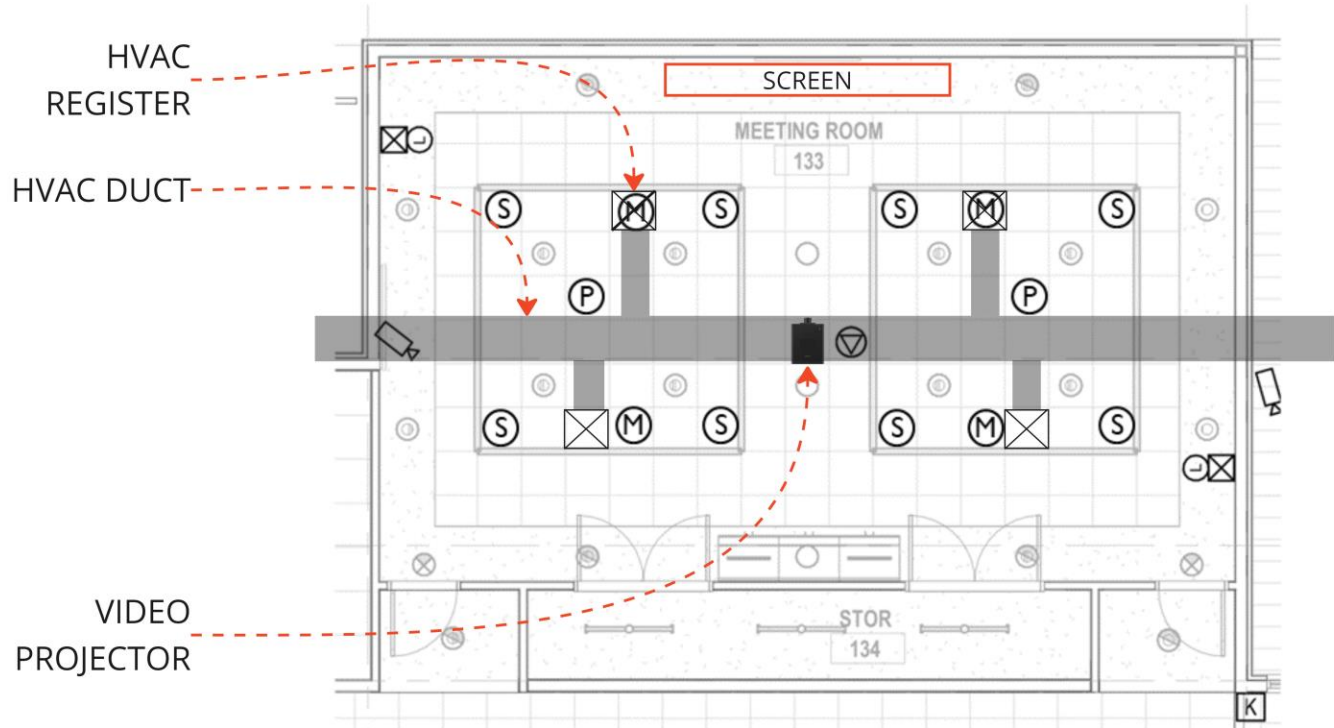 HVAC
REGISTER
SCREEN
MEETING ROOM
133
L
HVAC DUCT
S
M
S
S
M
S
P
P
S
M
S
S
M
S
L
VIDEO
PROJECTOR
STOR
134
K